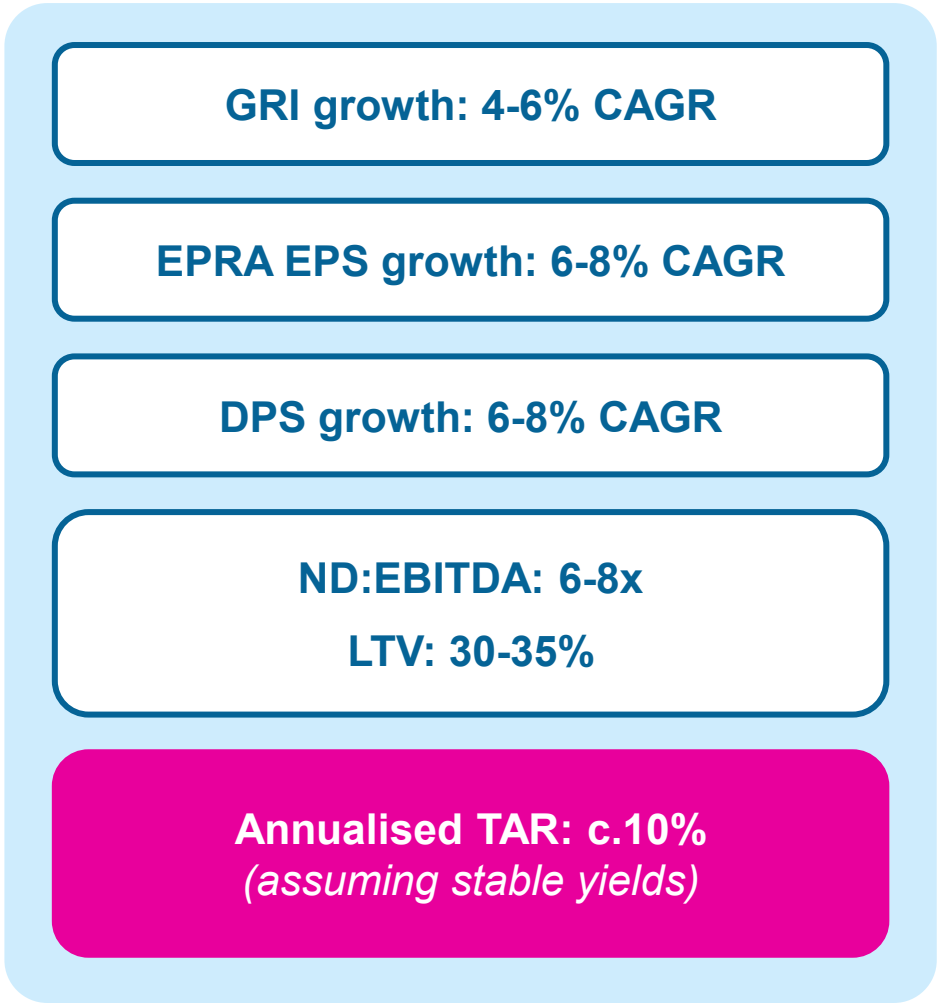 GRI growth: 4-6% CAGR
EPRA EPS growth: 6-8% CAGR
DPS growth: 6-8% CAGR
ND:EBITDA: 6-8x
LTV: 30-35%
Annualised TAR: c.10%
(assuming stable yields)